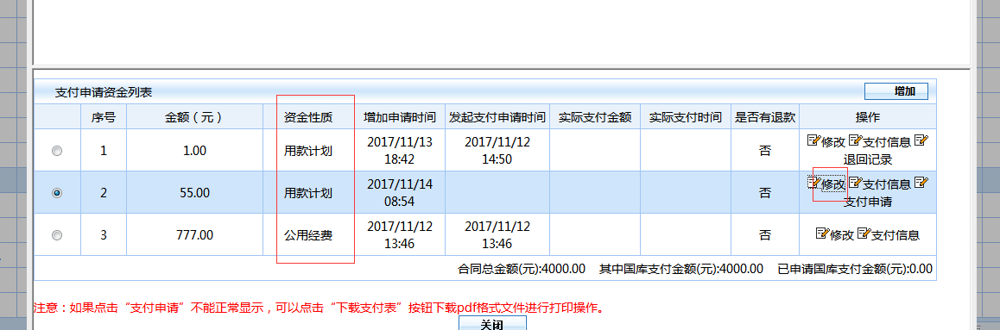 支付申请资金列表 增加
序号 金额（元） 资金性质 增加申请时间 发起支付申请时间 实际支付金额 实际支付时间 是否有退款 操作
1 1.00 用款计划 2017/11/13 18:42 2017/11/12 14:50 否 修改 支付信息 退回记录
2 55.00 用款计划 2017/11/14 08:54 否 修改 支付信息 支付申请
3 777.00 公用经费 2017/11/12 13:46 2017/11/12 13:46 否 修改 支付信息
合同总金额(元):4000.00 其中国库支付金额(元):4000.00 已申请国库支付金额(元):0.00
注意：如果点击“支付申请”不能正常显示，可以点击“下载支付表”按钮下载pdf格式文件进行打印操作。
关闭